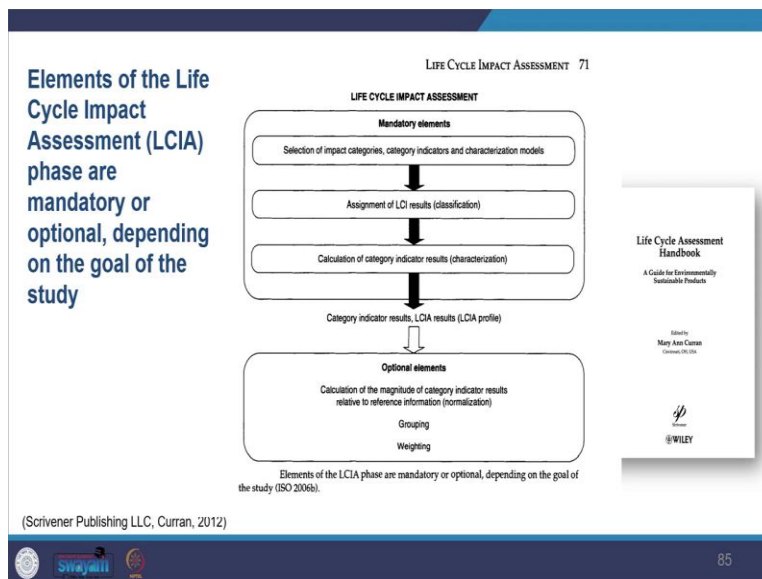 Elements of the Life
Cycle Impact
Assessment (LCIA)
phase are
mandatory or
optional, depending
on the goal of the
study
LIFE CYCLE IMPACT ASSESSMENT 71
LIFE CYCLE IMPACT ASSESSMENT
Mandatory elements
Selection of impact categories, category indicators and characterization models
Assignment of LCI results (classification)
Calculation of category indicator results (characterization)
Category indicator results, LCIA results (LCIA profile)
Optional elements
Calculation of the magnitude of category indicator results
relative to reference information (normalization)
Grouping
Weighting
Elements of the LCIA phase are mandatory or optional, depending on the goal of
the study (ISO 2006b).
Life Cycle Assessment
Handbook
A Guide for Environmentally
Sustainable Products
Edited by
Mary Ann Curran
Cincinnati, OH, USA
Scrivener
WILEY
(Scrivener Publishing LLC, Curran, 2012)
swayam
85